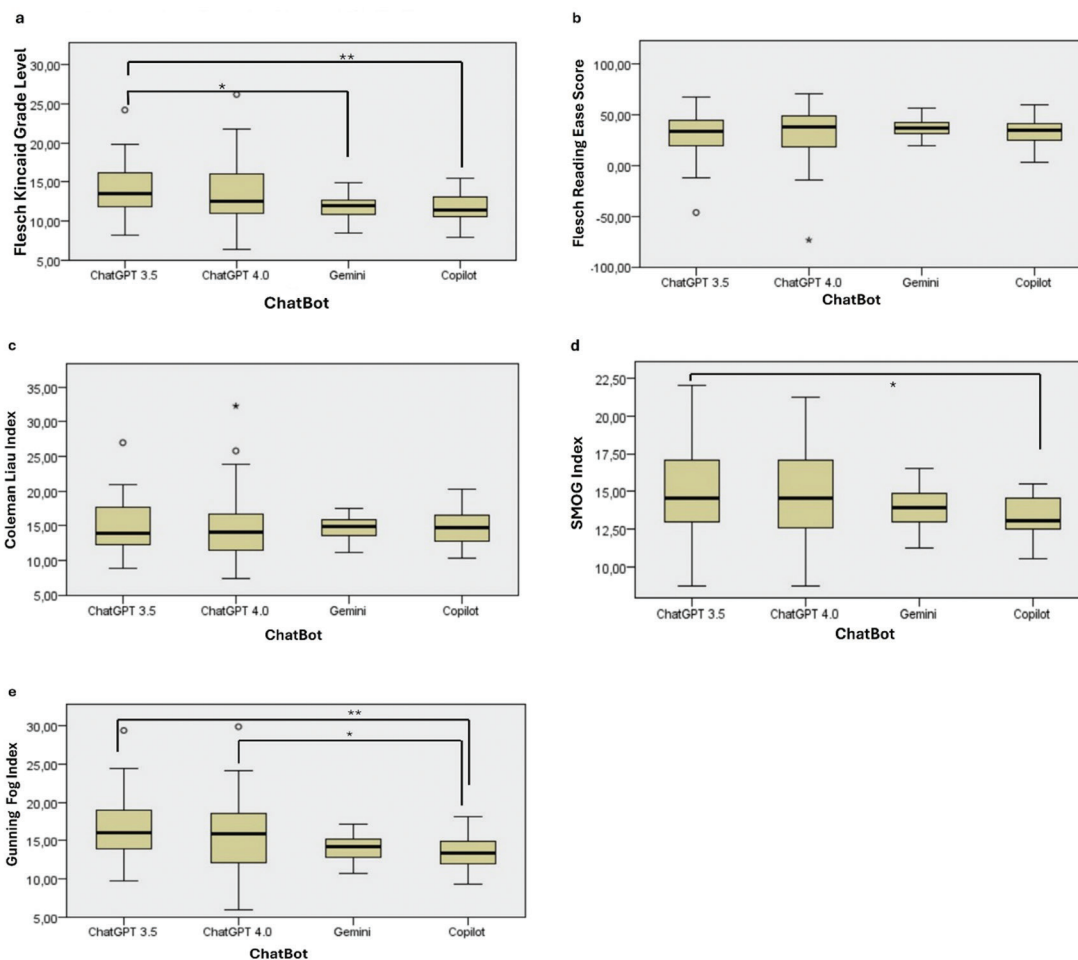 a
Flesch Kincaid Grade Level
30,00
25,00
20,00
15,00
10,00
5,00
**
*
ChatGPT 3.5 ChatGPT 4.0 Gemini Copilot
ChatBot
b
Flesch Reading Ease Score
100,00
50,00
0,00
-50,00
-100,00
*
ChatGPT 3.5 ChatGPT 4.0 Gemini Copilot
ChatBot
c
Coleman Liau Index
35,00
30,00
25,00
20,00
15,00
10,00
5,00
*
ChatGPT 3.5 ChatGPT 4.0 Gemini Copilot
ChatBot
d
SMOG Index
22,50
20,00
17,50
15,00
12,50
10,00
*
ChatGPT 3.5 ChatGPT 4.0 Gemini Copilot
ChatBot
e
Gunning Fog Index
30,00
25,00
20,00
15,00
10,00
5,00
**
*
ChatGPT 3.5 ChatGPT 4.0 Gemini Copilot
ChatBot